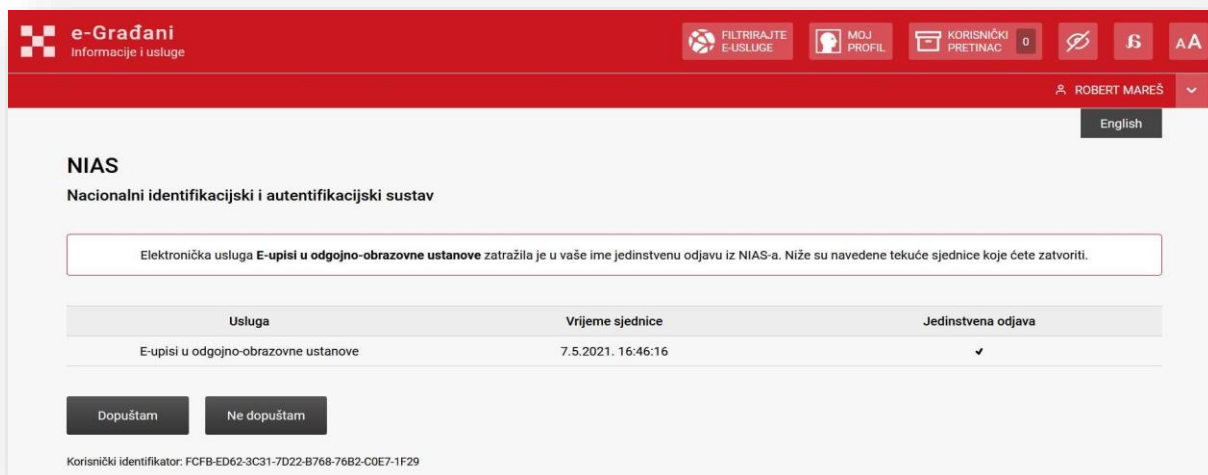 e-Građani
Informacije i usluge
FILTRIRAJTE
E-USLUGE
MOJ
PROFIL
KORISNIČKI
PRETINAC
0
AA
ROBERT MAREŠ
English
NIAS
Nacionalni identifikacijski i autentifikacijski sustav
Elektronička usluga E-upisi u odgojno-obrazovne ustanove zatražila je u vaše ime jedinstvenu odjavu iz NIAS-a. Niže su navedene tekuće sjednice koje ćete zatvoriti.
Usluga Vrijeme sjednice Jedinstvena odjava
E-upisi u odgojno-obrazovne ustanove 7.5.2021. 16:46:16 ✔
Dopuštam Ne dopuštam
Korisnički identifikator: FCFB-ED62-3C31-7D22-B768-76B2-C0E7-1F29